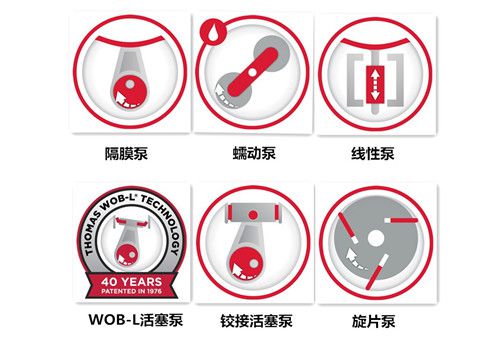 隔膜泵
蠕动泵
线性泵
THOMAS WOB-L® TECHNOLOGY
40 YEARS
PATENTED IN 1976
WOB-L活塞泵
铰接活塞泵
旋片泵